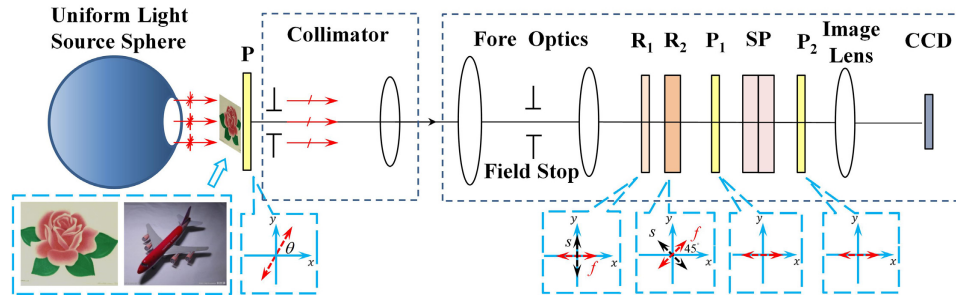 Uniform Light
Source Sphere
P
Collimator
Fore Optics
Field Stop
R₁
R₂
P₁
SP
P₂
Image
Lens
CCD
y
θ
x
y
s
f
x
y
s
f
45°
x
y
x
y
x